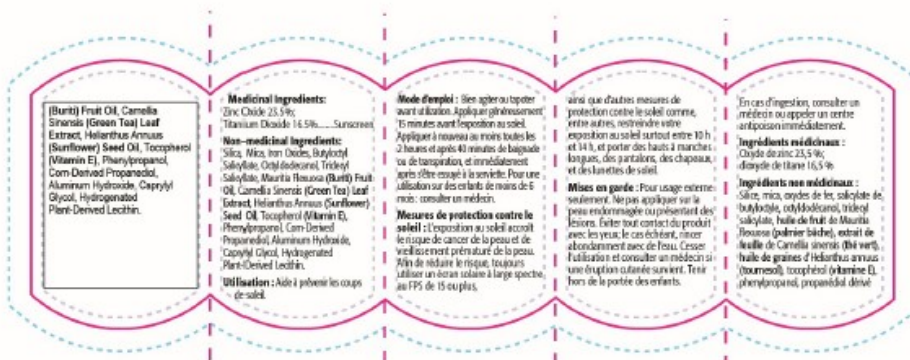 (Buriti) Fruit Oil, Camellia
Sinensis (Green Tea) Leaf
Extract, Helianthus Annuus
(Sunflower) Seed Oil, Tocopherol
(Vitamin E), Phenylpropanol,
Corn-Derived Propanediol,
Aluminum Hydroxide, Caprylyl
Glycol, Hydrogenated
Plant-Derived Lecithin.
Medicinal Ingredients:
Zinc Oxide 23.5%;
Titanium Dioxide 16.5%......Sunscreen
Non-medicinal Ingredients:
Silica, Mica, Iron Oxides, Butyloctyl
Salicylate, Octyldodecanol, Tridecyl
Salicylate, Mauritia Flexuosa (Buriti) Fruit
Oil, Camellia Sinensis (Green Tea) Leaf
Extract, Helianthus Annuus (Sunflower)
Seed Oil, Tocopherol (Vitamin E),
Phenylpropanol, Corn-Derived
Propanediol, Aluminum Hydroxide,
Caprylyl Glycol, Hydrogenated
Plant-Derived Lecithin.
Utilisation : Aide à prévenir les coups
de soleil.
Mode d'emploi : Bien agiter ou tapoter
avant utilization. Appliquer généreusement
15 minutes avant l'exposition au soleil.
Appliquer à nouveau au moins toutes les
2 heures et après 40 minutes de baignade
ou de transpiration, et immédiatement
après s'être essuyé à la serviette. Pour une
utilisation sur des enfants de moins de 6
mois : consulter un médecin.
Mesures de protection contre le
soleil : L'exposition au soleil accroît
le risque de cancer de la peau et de
vieillissement prématuré de la peau.
Afin de réduire le risque, toujours
utiliser un écran solaire à large spectre,
au FPS de 15 ou plus,
ainsi que d'autres mesures de
protection contre le soleil comme,
entre autres, restreindre votre
exposition au soleil surtout entre 10 h
et 14 h, et porter des hauts à manches
longues, des pantalons, des chapeaux,
et des lunettes de soleil.
Mises en garde : Pour usage externe
seulement. Ne pas appliquer sur la
peau endommagée ou présentant des
lésions. Éviter tout contact du produit
avec les yeux; le cas échéant, rincer
abondamment avec de l'eau. Cesser
l'utilisation et consulter un médecin si
une éruption cutanée survient. Tenir
hors de la portée des enfants.
En cas d'ingestion, consulter un
médecin ou appeler un centre
antipoison immédiatement.
Ingrédients médicinaux :
Oxyde de zinc 23,5 %;
dioxyde de titane 16,5 %
Ingrédients non médicinaux :
Silice, mica, oxydes de fer, salicylate de
butyloctyle, octyldodécanol, tridecyl
salicylate, huile de fruit de Mauritia
flexuosa (palmier bâche), extrait de
feuille de Camellia sinensis (thé vert),
huile de graines d'Helianthus annuus
(tournesol), tocophérol (vitamine E),
phenylpropanol, propanédiol dérivé